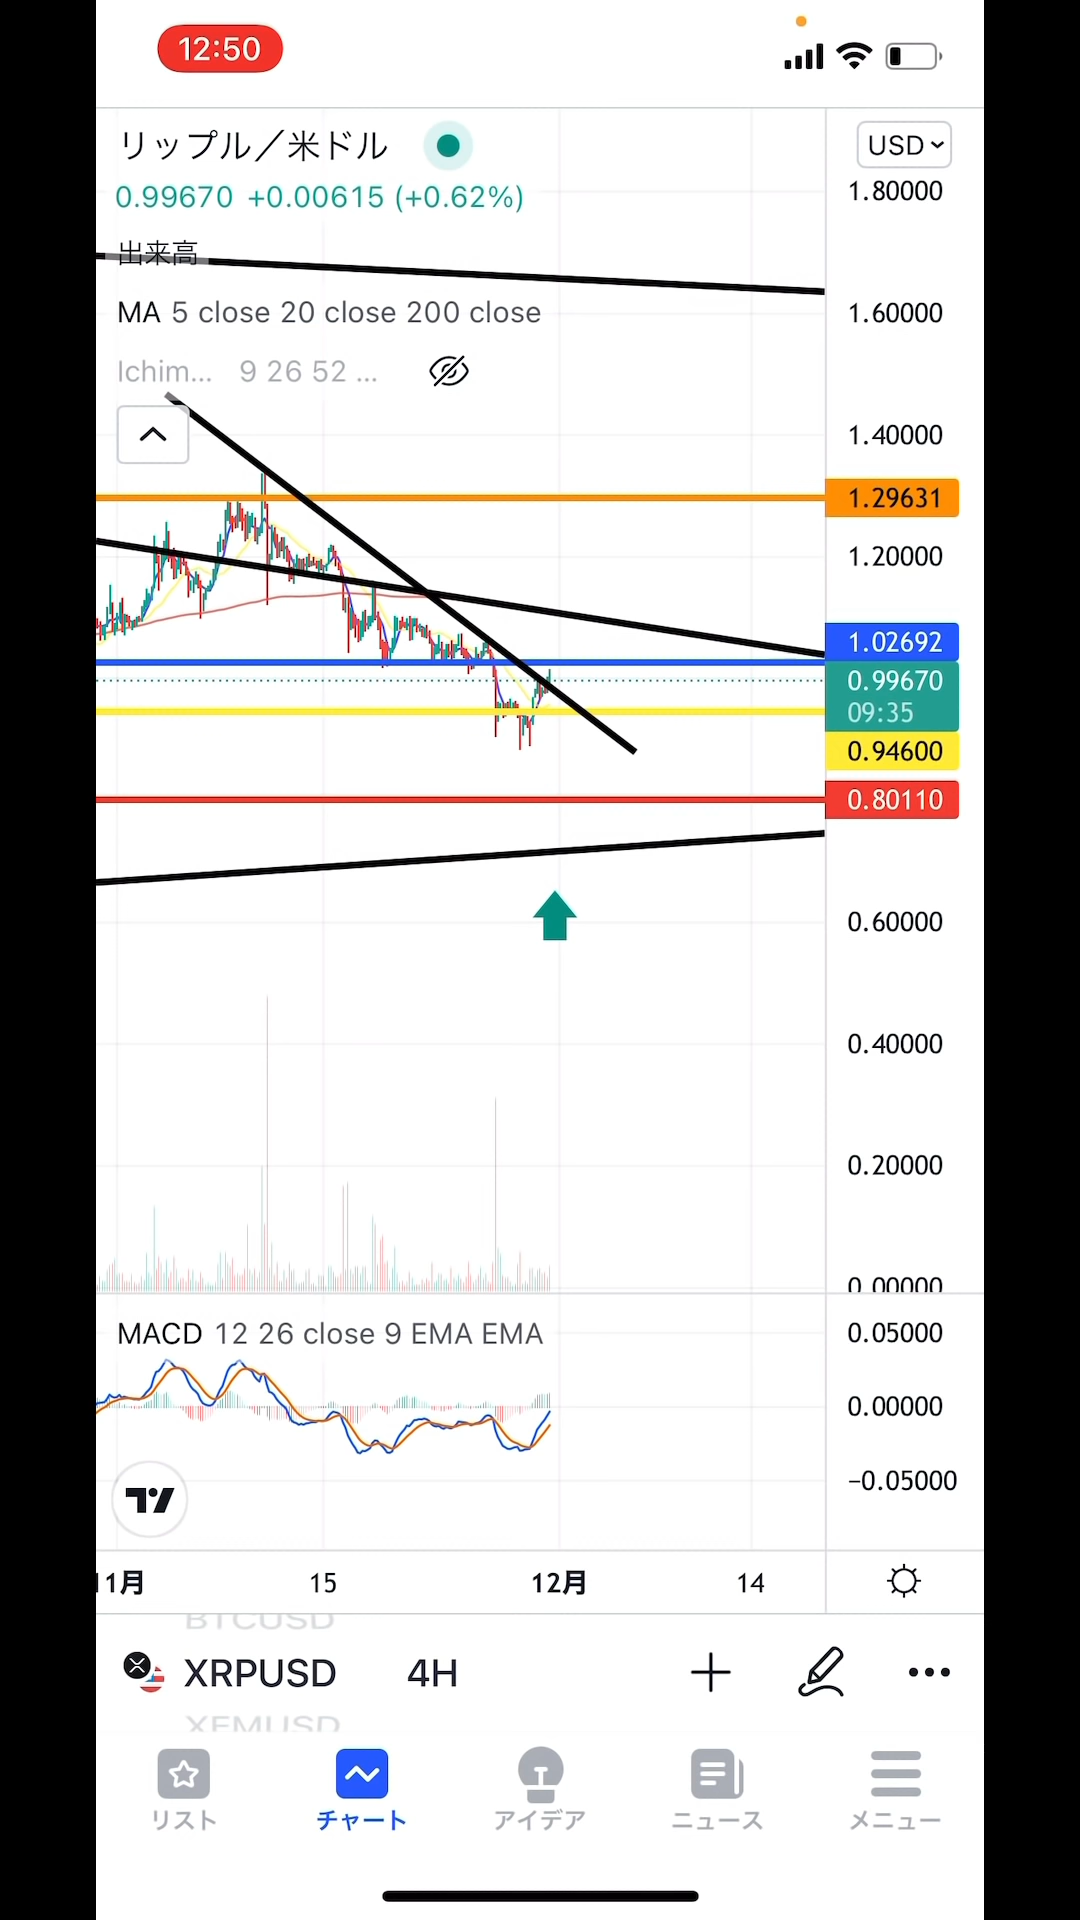 12:50
リップル／米ドル
USD
0.99670 +0.00615 (+0.62%)
1.80000
出来高
MA 5 close 20 close 200 close
1.60000
Ichim... 9 26 52 ...
1.40000
1.29631
1.20000
1.02692
0.99670
09:35
0.94600
0.80110
0.60000
0.40000
0.20000
0.00000
MACD 12 26 close 9 EMA EMA
0.05000
0.00000
−0.05000
11月 15 12月 14
BTCUSD
XRPUSD 4H
XEMUSD
リスト チャート アイデア ニュース メニュー